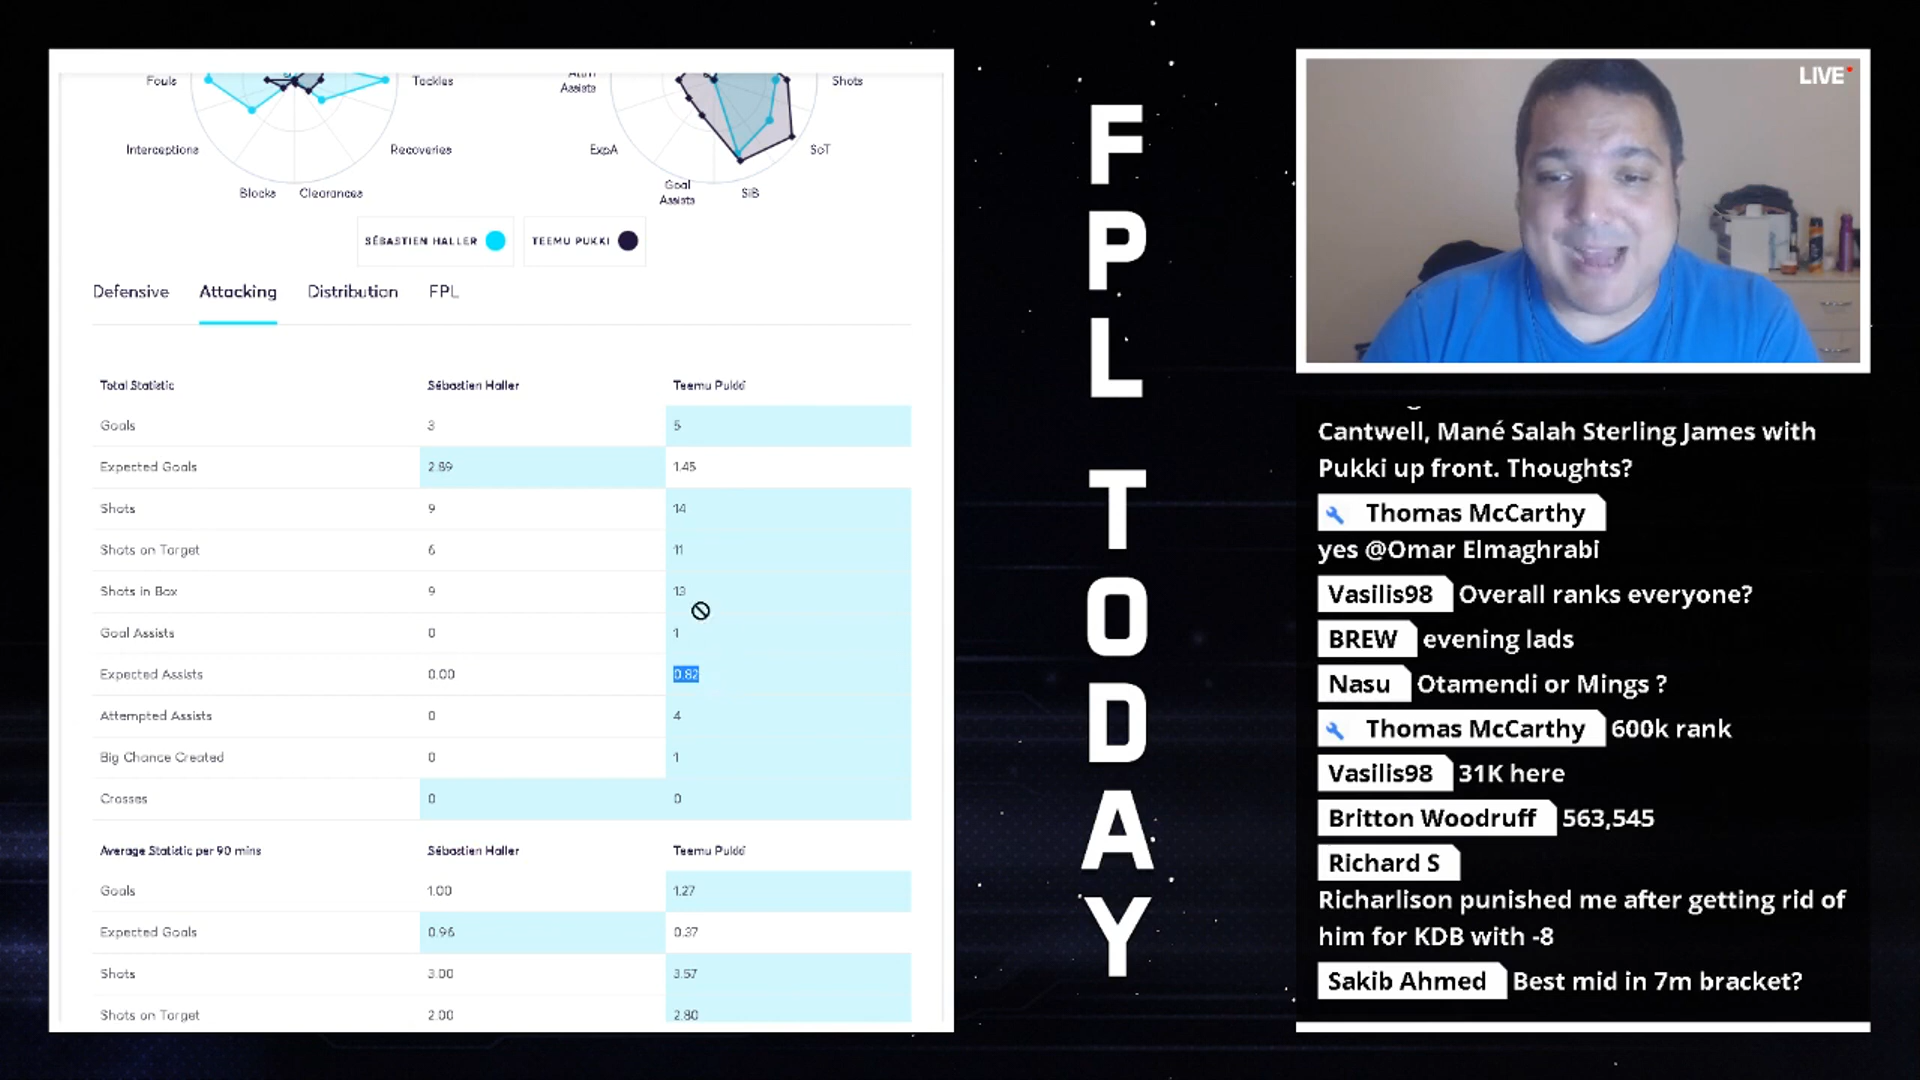 Fouls
Tackles
Interceptions
Recoveries
Blocks
Clearances
Assists
Shots
ExpA
SoT
Goal
Assists
SiB
SÉBASTIEN HALLER
TEEMU PUKKI
Defensive Attacking Distribution FPL
Total Statistic Sébastien Haller Teemu Pukki
Goals 3 5
Expected Goals 2.89 1.45
Shots 9 14
Shots on Target 6 11
Shots in Box 9 13
Goal Assists 0 1
Expected Assists 0.00 0.82
Attempted Assists 0 4
Big Chance Created 0 1
Crosses 0 0
Average Statistic per 90 mins Sébastien Haller Teemu Pukki
Goals 1.00 1.27
Expected Goals 0.96 0.37
Shots 3.00 3.57
Shots on Target 2.00 2.80
FPL TODAY
LIVE
Cantwell, Mané Salah Sterling James with
Pukki up front. Thoughts?
Thomas McCarthy
yes @Omar Elmaghrabi
Vasilis98 Overall ranks everyone?
BREW evening lads
Nasu Otamendi or Mings ?
Thomas McCarthy 600k rank
Vasilis98 31K here
Britton Woodruff 563,545
Richard S
Richarlison punished me after getting rid of
him for KDB with -8
Sakib Ahmed Best mid in 7m bracket?